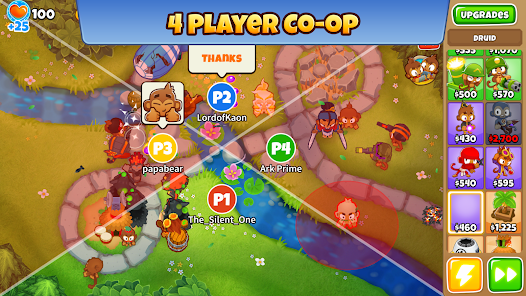 100
+25
4 PLAYER CO-OP
UPGRADES
DRUID
THANKS
P2
LordofKaon
P3
papabear
P4
Ark Prime
P1
The_Silent_One
$500
$570
$430
$2,700
$540
$595
$460
$1,225